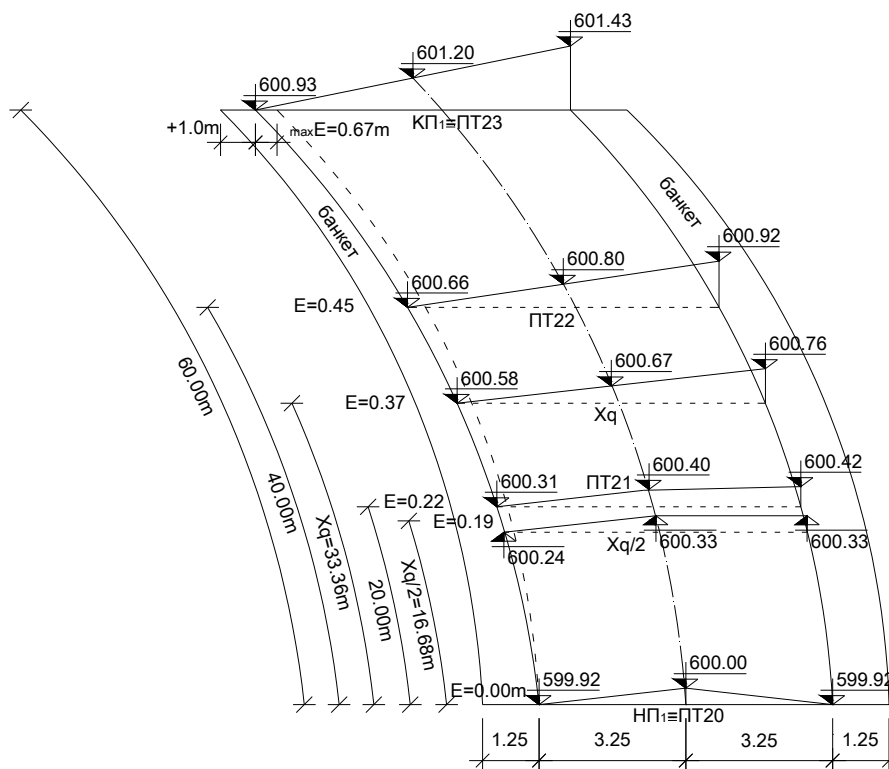 601.43
601.20
600.93
КП₁≡ПТ23
+1.0m
maxE=0.67m
банкет
банкет
600.92
600.80
600.66
E=0.45
ПТ22
600.76
600.67
600.58
60.00m
E=0.37
Xq
600.42
600.40
ПТ21
600.31
40.00m
E=0.22
E=0.19
Xq=33.36m
600.33
600.33
Xq/2
600.24
20.00m
Xq/2=16.68m
600.00
599.92
599.92
E=0.00m
НП₁≡ПТ20
1.25
3.25
3.25
1.25